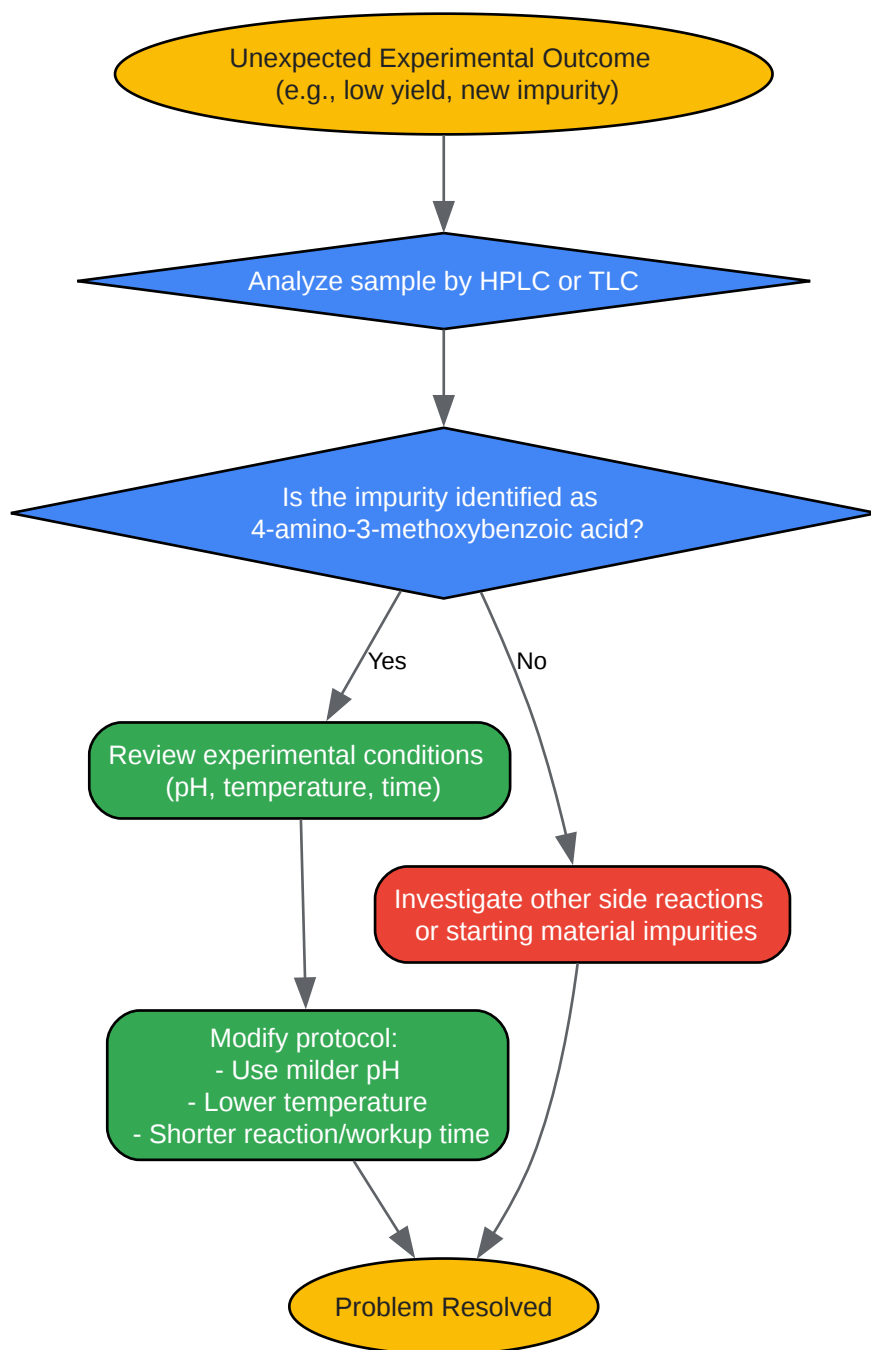 Unexpected Experimental Outcome
(e.g., low yield, new impurity)
Analyze sample by HPLC or TLC
Is the impurity identified as
4-amino-3-methoxybenzoic acid?
Yes
No
Review experimental conditions
(pH, temperature, time)
Investigate other side reactions
or starting material impurities
Modify protocol:
- Use milder pH
- Lower temperature
- Shorter reaction/workup time
Problem Resolved